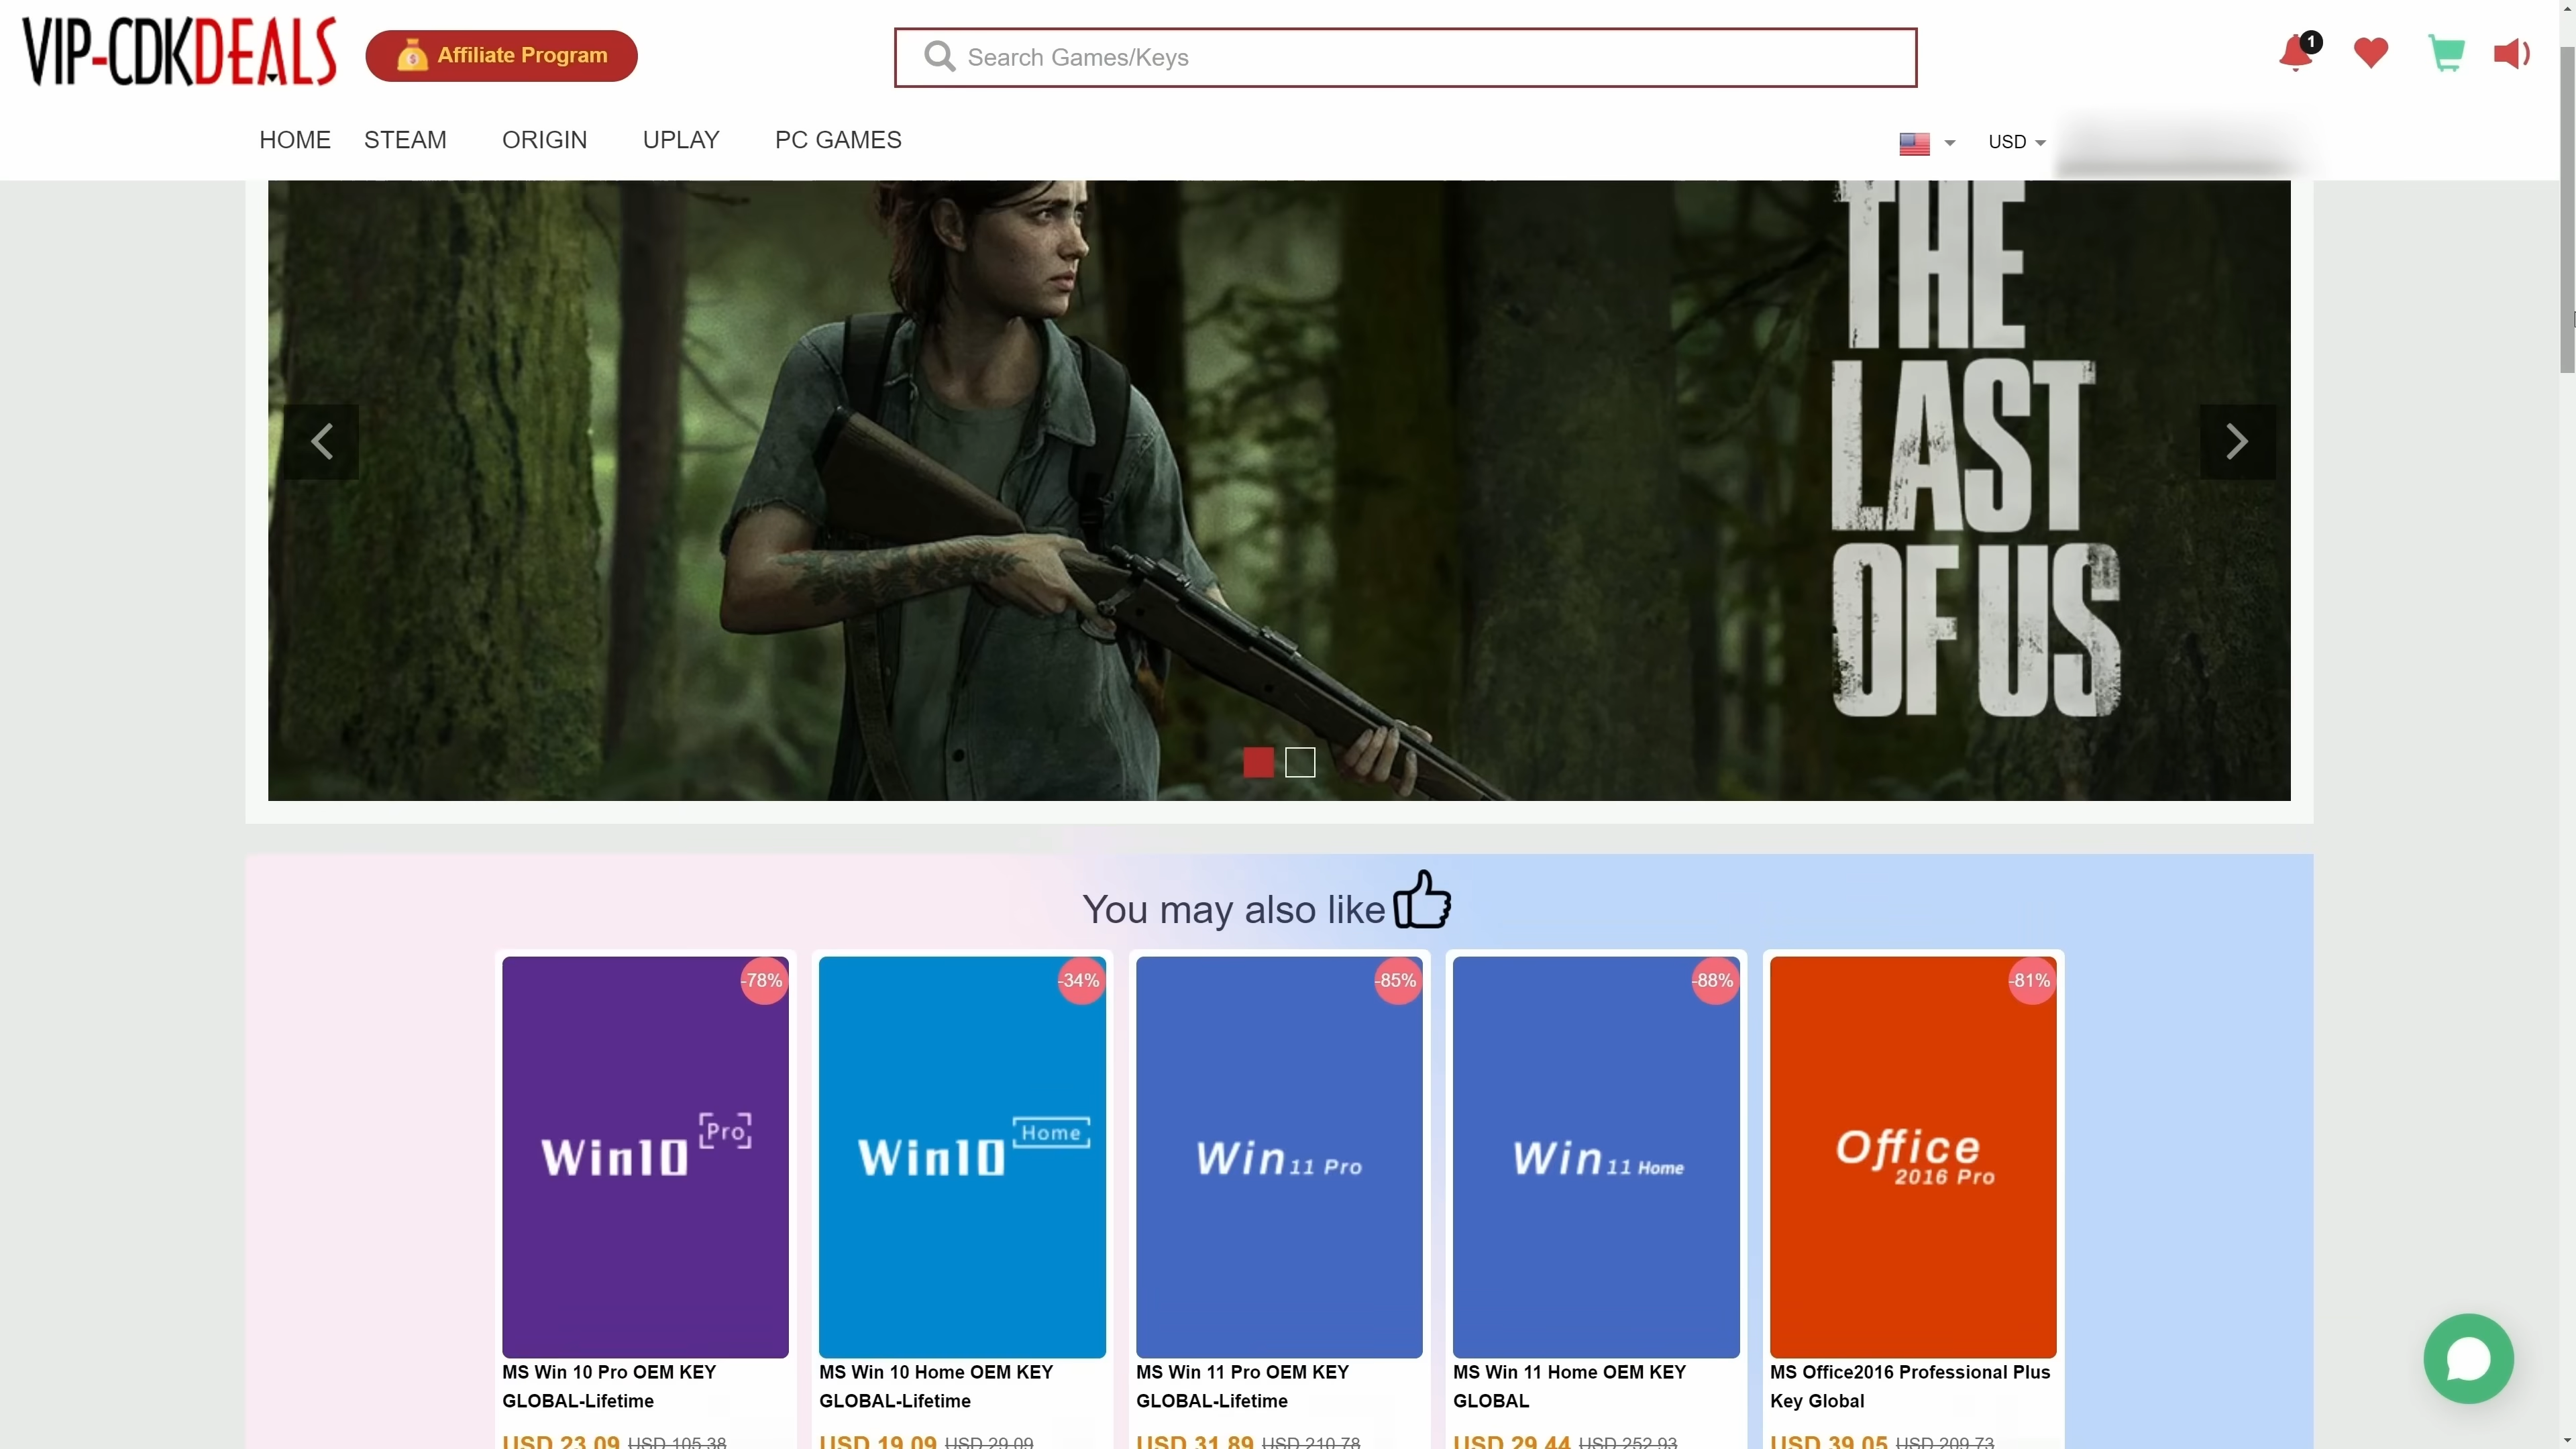 VIP-CDKDEALS
Affiliate Program
Search Games/Keys
1
HOME STEAM ORIGIN UPLAY PC GAMES
USD
THE
LAST
OF US
You may also like
-78% -34% -85% -88% -81%
Win10 Pro
Win10 Home
Win 11 Pro
Win 11 Home
Office
2016 Pro
MS Win 10 Pro OEM KEY
GLOBAL-Lifetime
USD 23.09 USD 105.38
MS Win 10 Home OEM KEY
GLOBAL-Lifetime
USD 19.09 USD 29.09
MS Win 11 Pro OEM KEY
GLOBAL-Lifetime
USD 31.89 USD 210.78
MS Win 11 Home OEM KEY
GLOBAL
USD 29.44 USD 252.93
MS Office2016 Professional Plus
Key Global
USD 39.05 USD 209.73